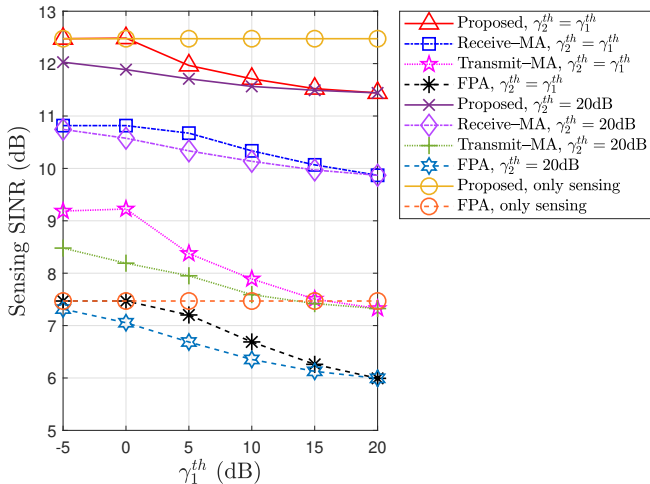 13
12
11
10
9
8
7
6
5
-5 0 5 10 15 20
Sensing SINR (dB)
γ₁ᵗʰ (dB)
Proposed, γ₂ᵗʰ = γ₁ᵗʰ
Receive–MA, γ₂ᵗʰ = γ₁ᵗʰ
Transmit-MA, γ₂ᵗʰ = γ₁ᵗʰ
FPA, γ₂ᵗʰ = γ₁ᵗʰ
Proposed, γ₂ᵗʰ = 20dB
Receive–MA, γ₂ᵗʰ = 20dB
Transmit–MA, γ₂ᵗʰ = 20dB
FPA, γ₂ᵗʰ = 20dB
Proposed, only sensing
FPA, only sensing